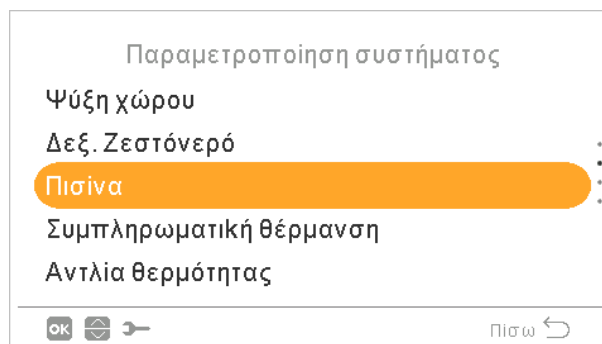 Παραμετροποίηση συστήματος
Ψύξη χώρου
Δεξ. Ζεστόνερό
Πισίνα
Συμπληρωματική θέρμανση
Αντλία θερμότητας
OK Πίσω